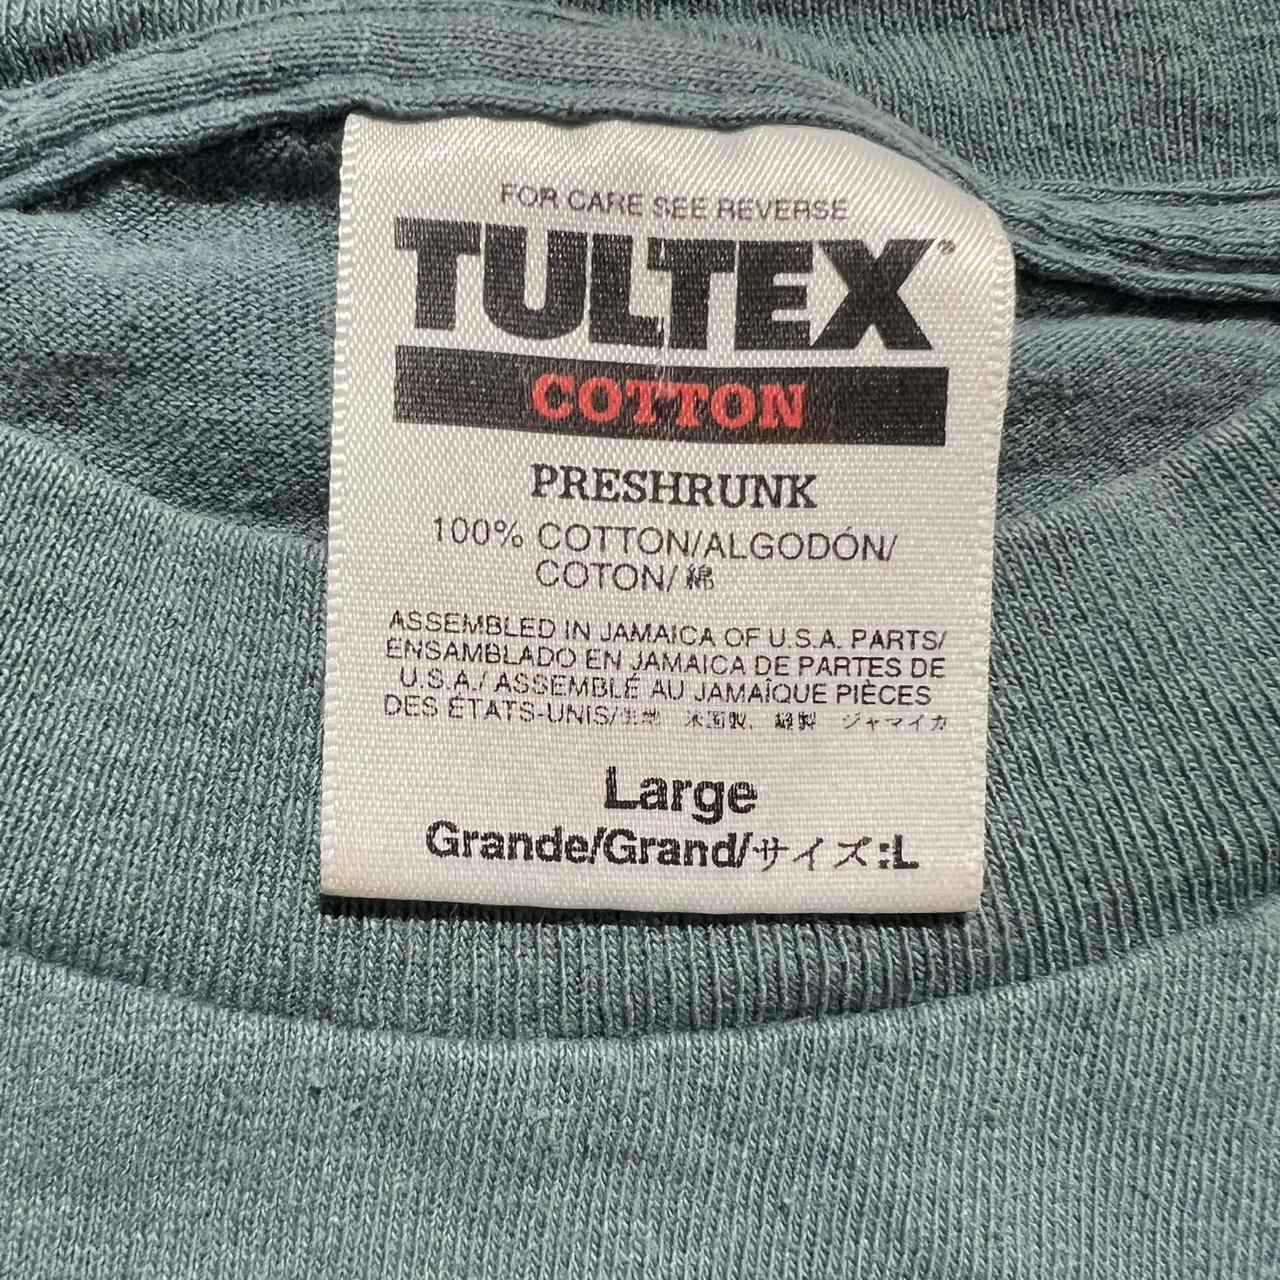 FOR CARE SEE REVERSE
TULTEX®
COTTON
PRESHRUNK
100% COTTON/ALGODÓN/
COTON/綿
ASSEMBLED IN JAMAICA OF U.S.A. PARTS/
ENSAMBLADO EN JAMAICA DE PARTES DE
U.S.A./ ASSEMBLÉ AU JAMAÎQUE PIÈCES
DES ÉTATS-UNIS/生地 米国製, 縫製 ジャマイカ
Large
Grande/Grand/サイズ:L